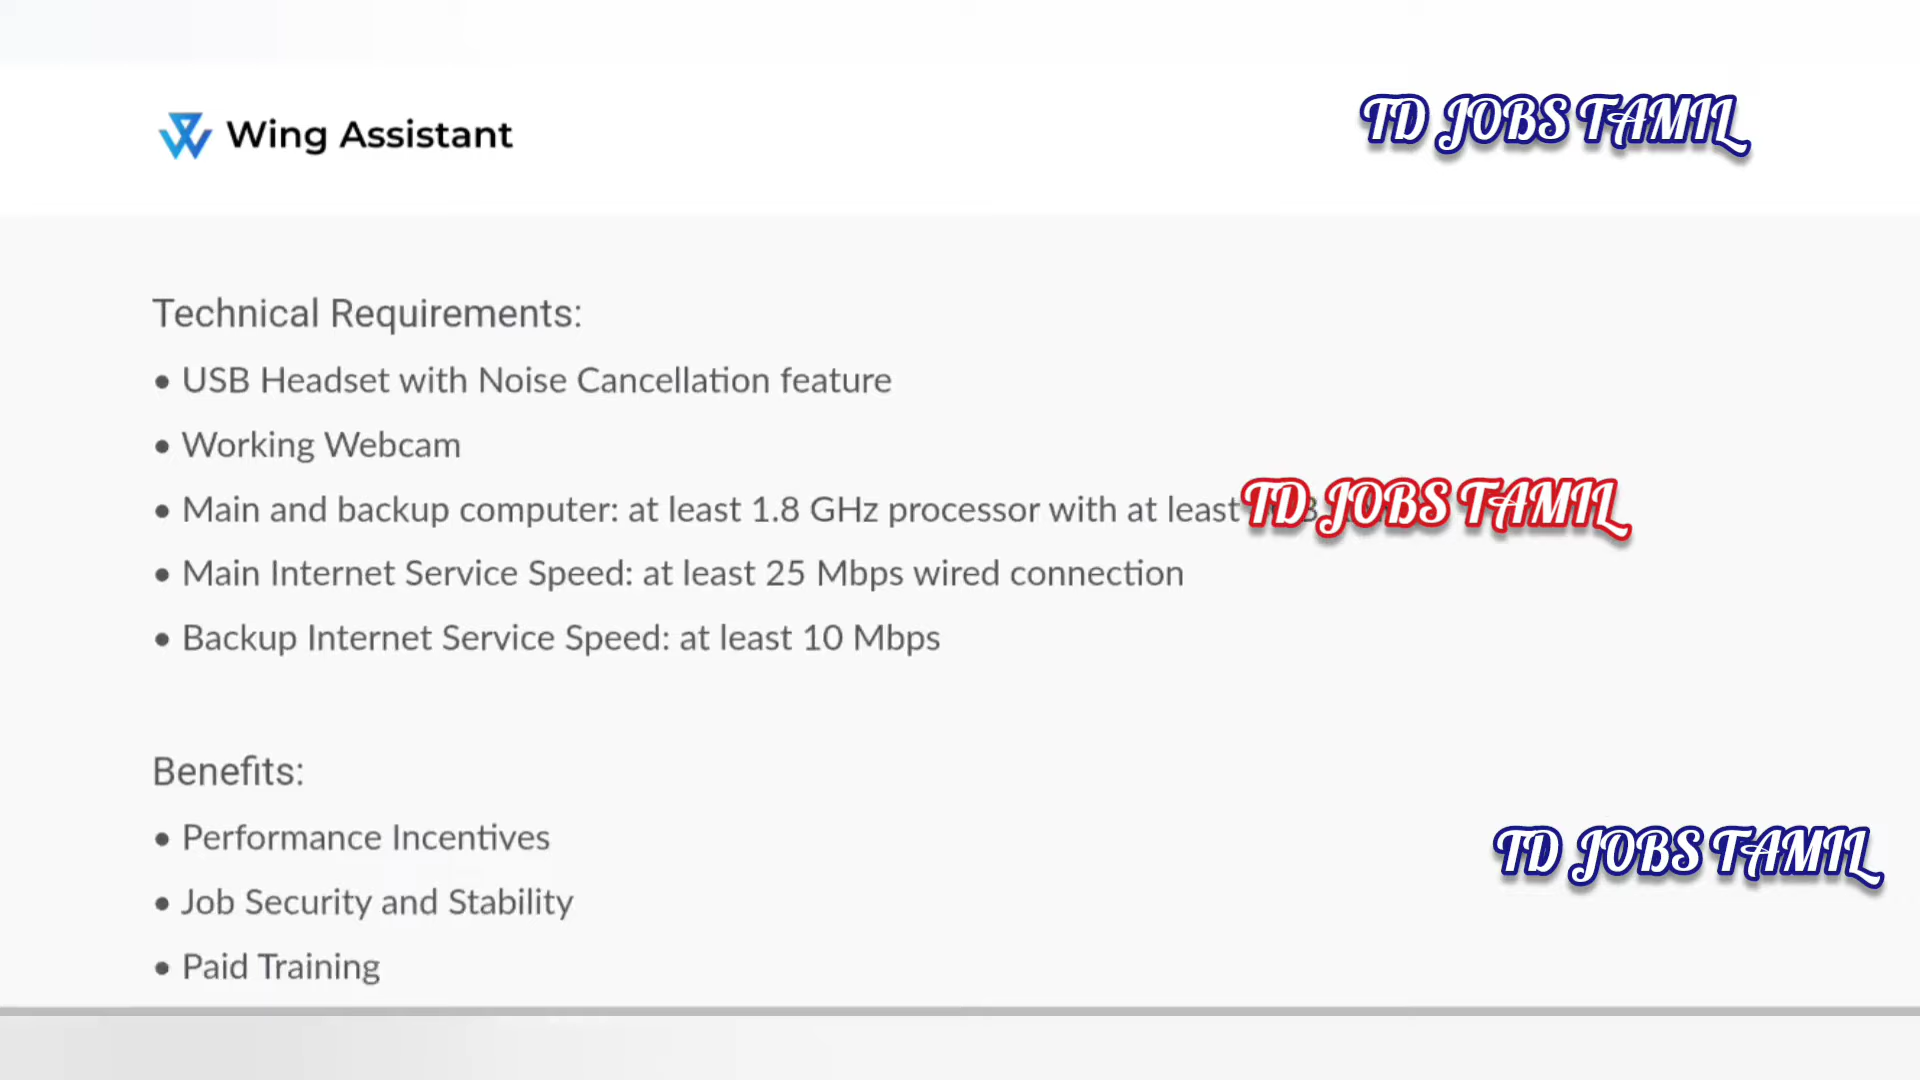 Wing Assistant
TD JOBS TAMIL
Technical Requirements:
• USB Headset with Noise Cancellation feature
• Working Webcam
• Main and backup computer: at least 1.8 GHz processor with at least
TD JOBS TAMIL
• Main Internet Service Speed: at least 25 Mbps wired connection
• Backup Internet Service Speed: at least 10 Mbps
Benefits:
• Performance Incentives
TD JOBS TAMIL
• Job Security and Stability
• Paid Training